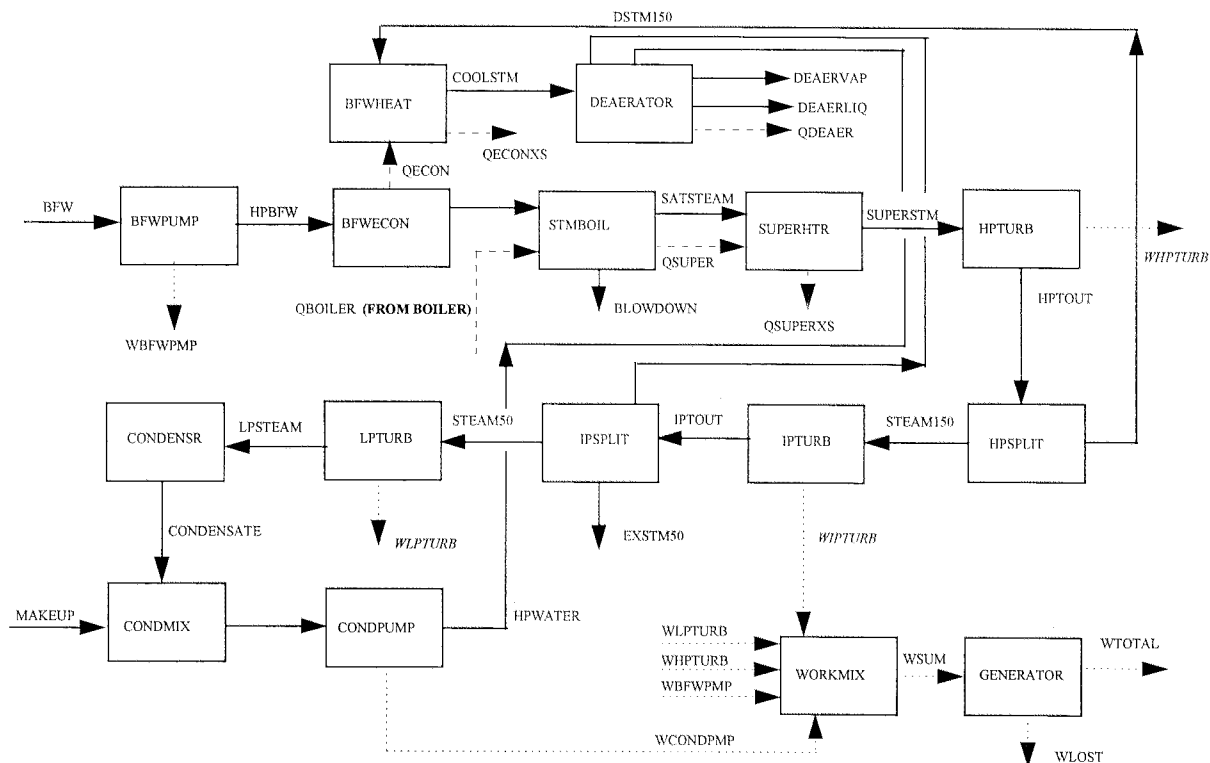 DSTM150
BFWHEAT
COOLSTM
DEAERATOR
DEAERVAP
DEAERLIQ
QDEAER
QECONXS
QECON
BFW
BFWPUMP
HPBFW
BFWECON
STMBOIL
SATSTEAM
QSUPER
SUPERHTR
SUPERSTM
HPTURB
WHPTURB
WBFWPMP
QBOILER (FROM BOILER)
BLOWDOWN
QSUPERXS
HPTOUT
CONDENSR
LPSTEAM
LPTURB
STEAM50
IPSPLIT
IPTOUT
IPTURB
STEAM150
HPSPLIT
CONDENSATE
WLPTURB
EXSTM50
WIPTURB
MAKEUP
CONDMIX
CONDPUMP
HPWATER
WLPTURB
WHPTURB
WBFWPMP
WORKMIX
WSUM
GENERATOR
WTOTAL
WCONDPMP
WLOST